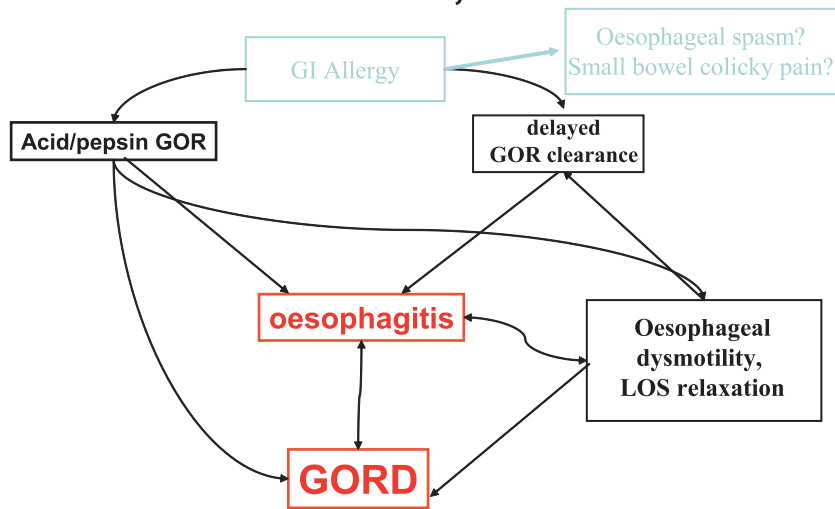 Oesophageal spasm?
GI Allergy
Small bowel colicky pain?
Acid/pepsin GOR
delayed
GOR clearance
oesophagitis
Oesophageal
dysmotility,
LOS relaxation
GORD